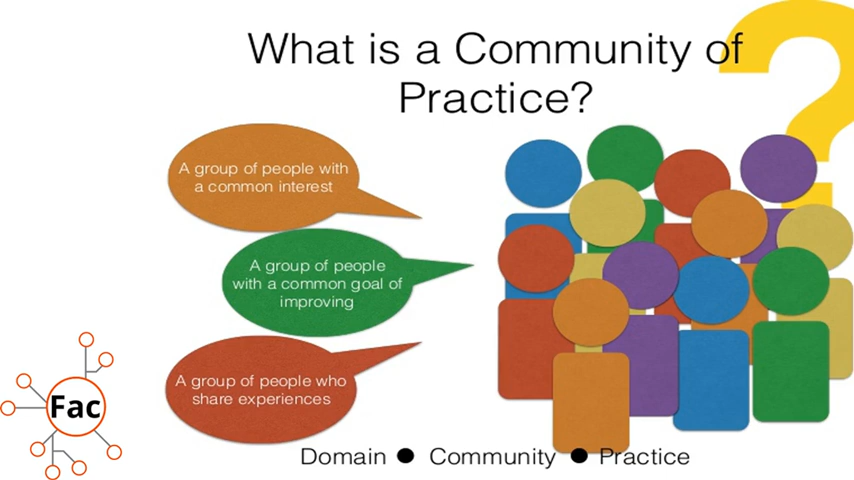 What is a Community of
Practice?
A group of people with
a common interest
A group of people
with a common goal of
improving
A group of people who
share experiences
Fac
Domain ● Community ● Practice